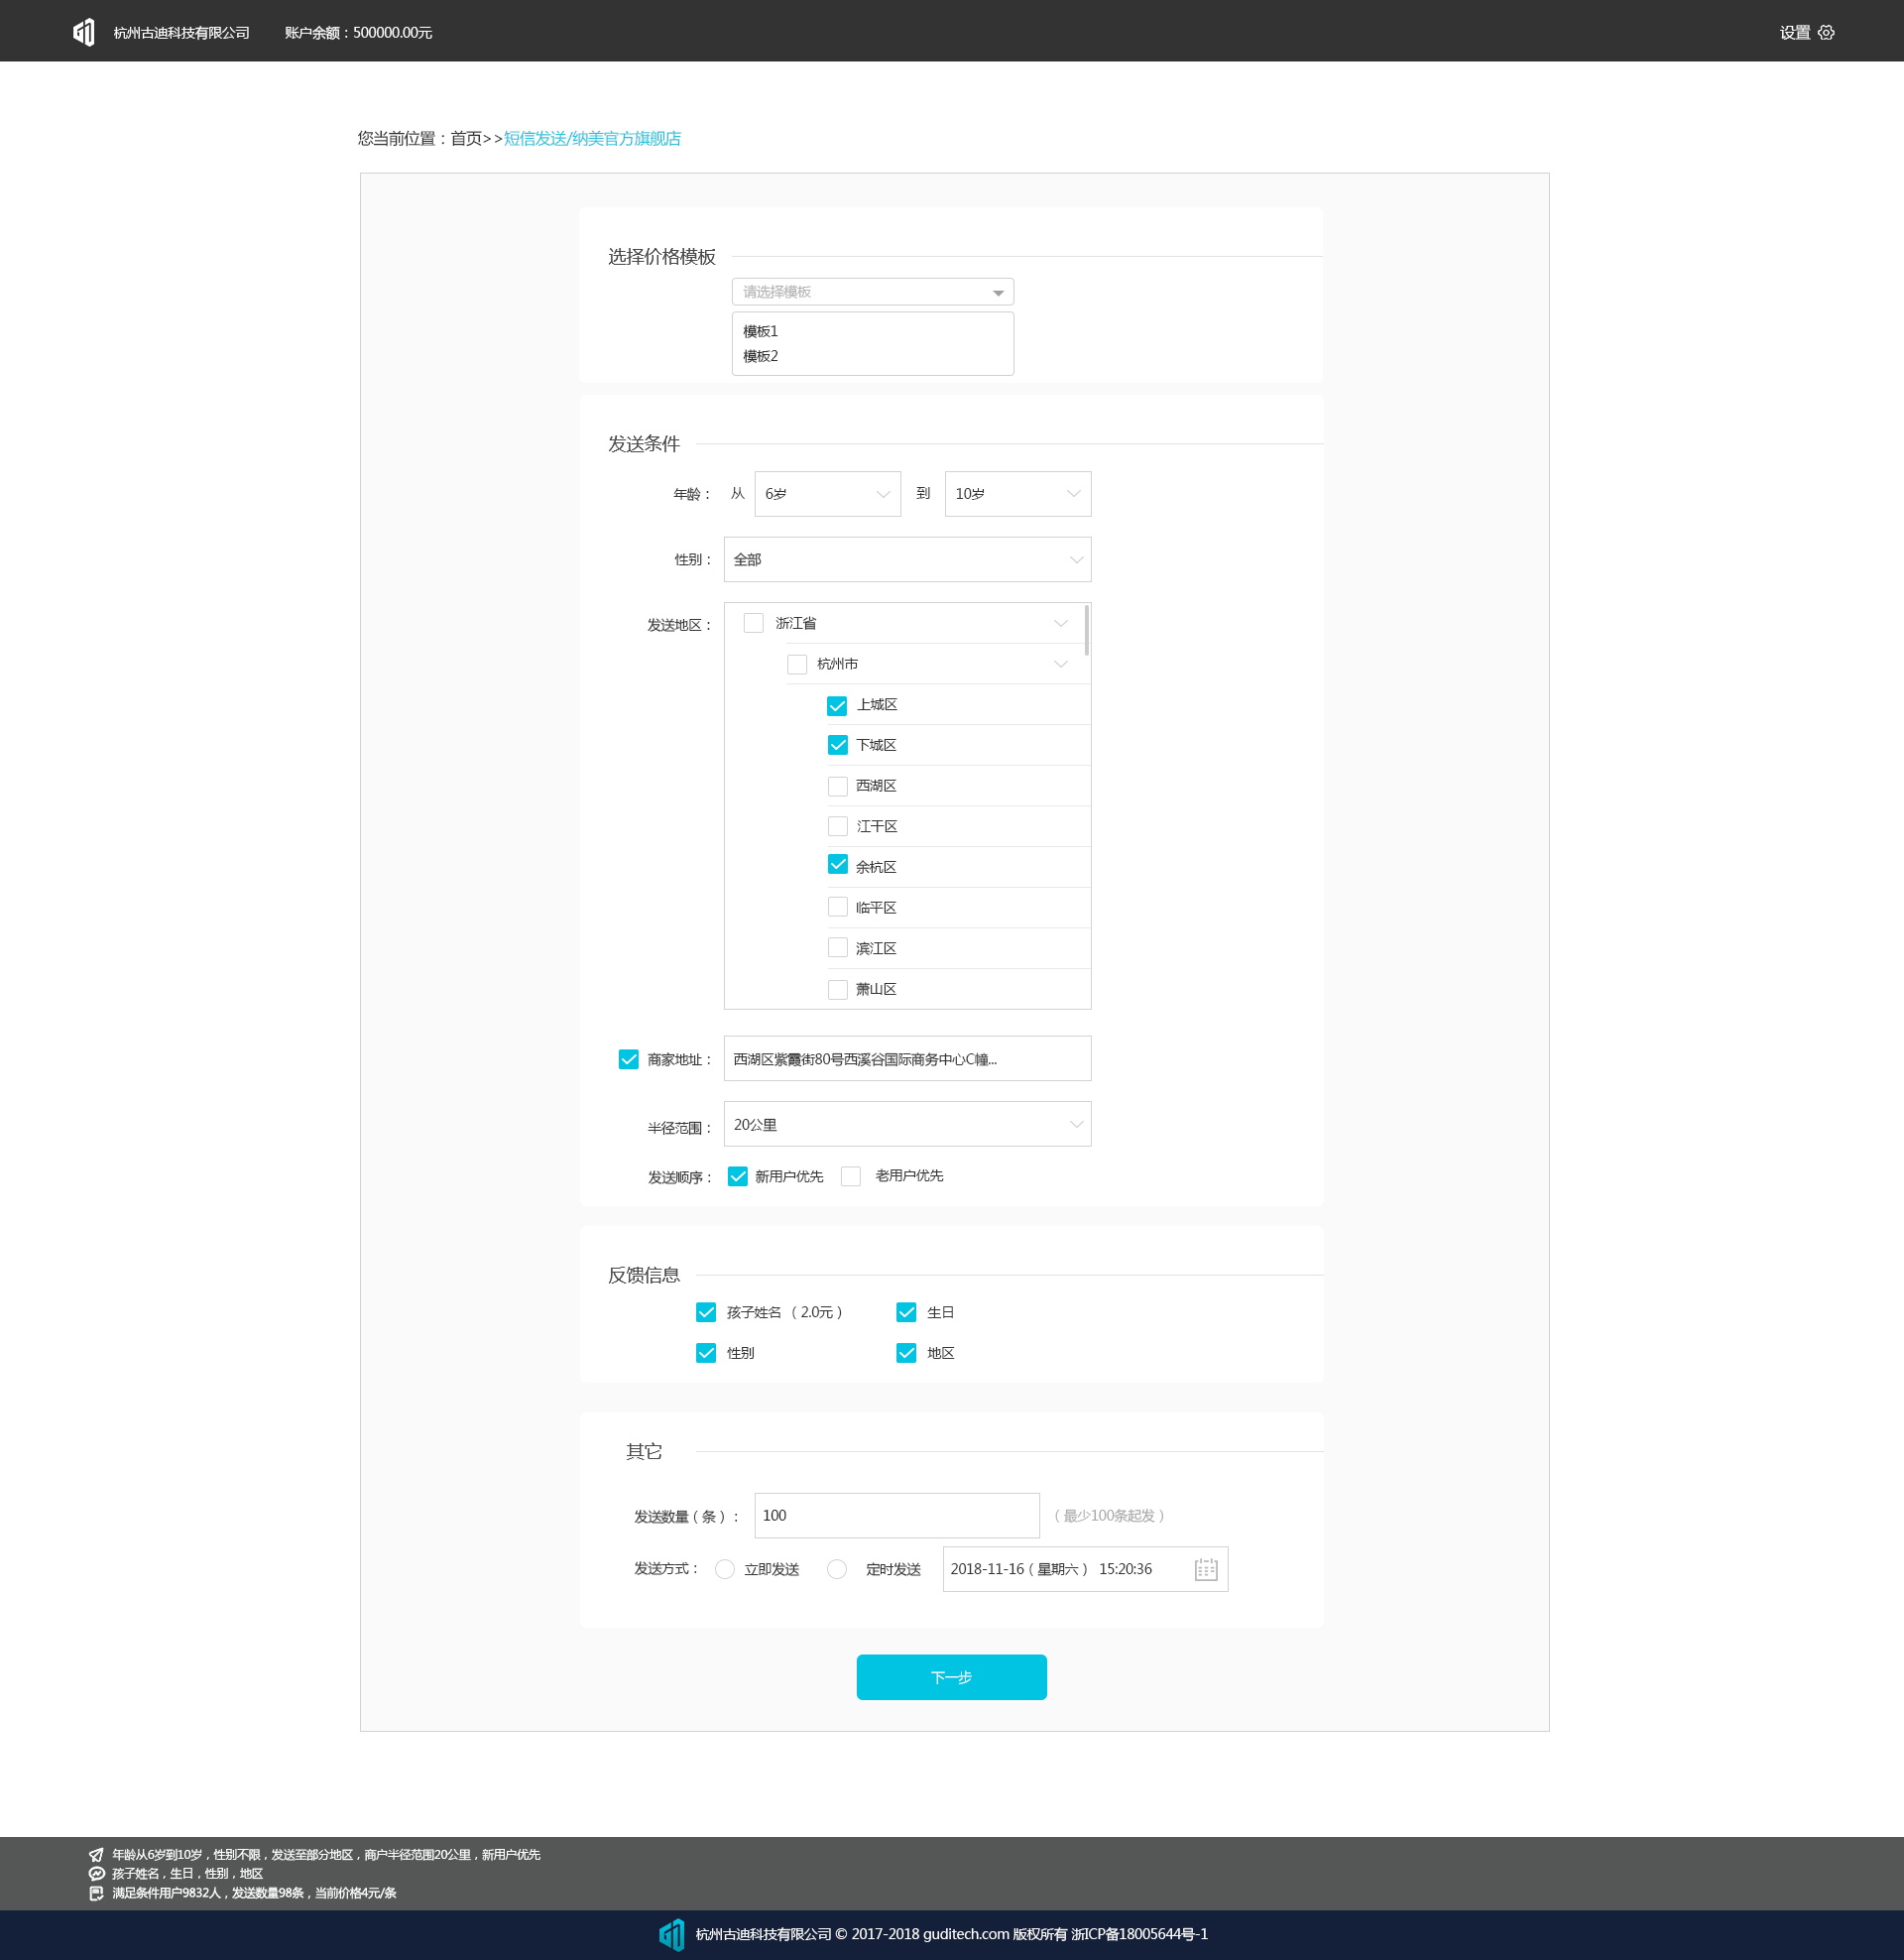 杭州古迪科技有限公司 账户余额：500000.00元 设置
您当前位置：首页>>短信发送/纳美官方旗舰店
选择价格模板
请选择模板
模板1
模板2
发送条件
年龄： 从 6岁 到 10岁
性别： 全部
发送地区： 浙江省
杭州市
上城区
下城区
西湖区
江干区
余杭区
临平区
滨江区
萧山区
商家地址： 西湖区紫霞街80号西溪谷国际商务中心C幢...
半径范围： 20公里
发送顺序： 新用户优先 老用户优先
反馈信息
孩子姓名（2.0元） 生日
性别 地区
其它
发送数量（条）： 100 （最少100条起发）
发送方式： 立即发送 定时发送 2018-11-16（星期六） 15:20:36
下一步
年龄从6岁到10岁，性别不限，发送至部分地区，商户半径范围20公里，新用户优先
孩子姓名，生日，性别，地区
满足条件用户9832人，发送数量98条，当前价格4元/条
杭州古迪科技有限公司 © 2017-2018 guditech.com 版权所有 浙ICP备18005644号-1